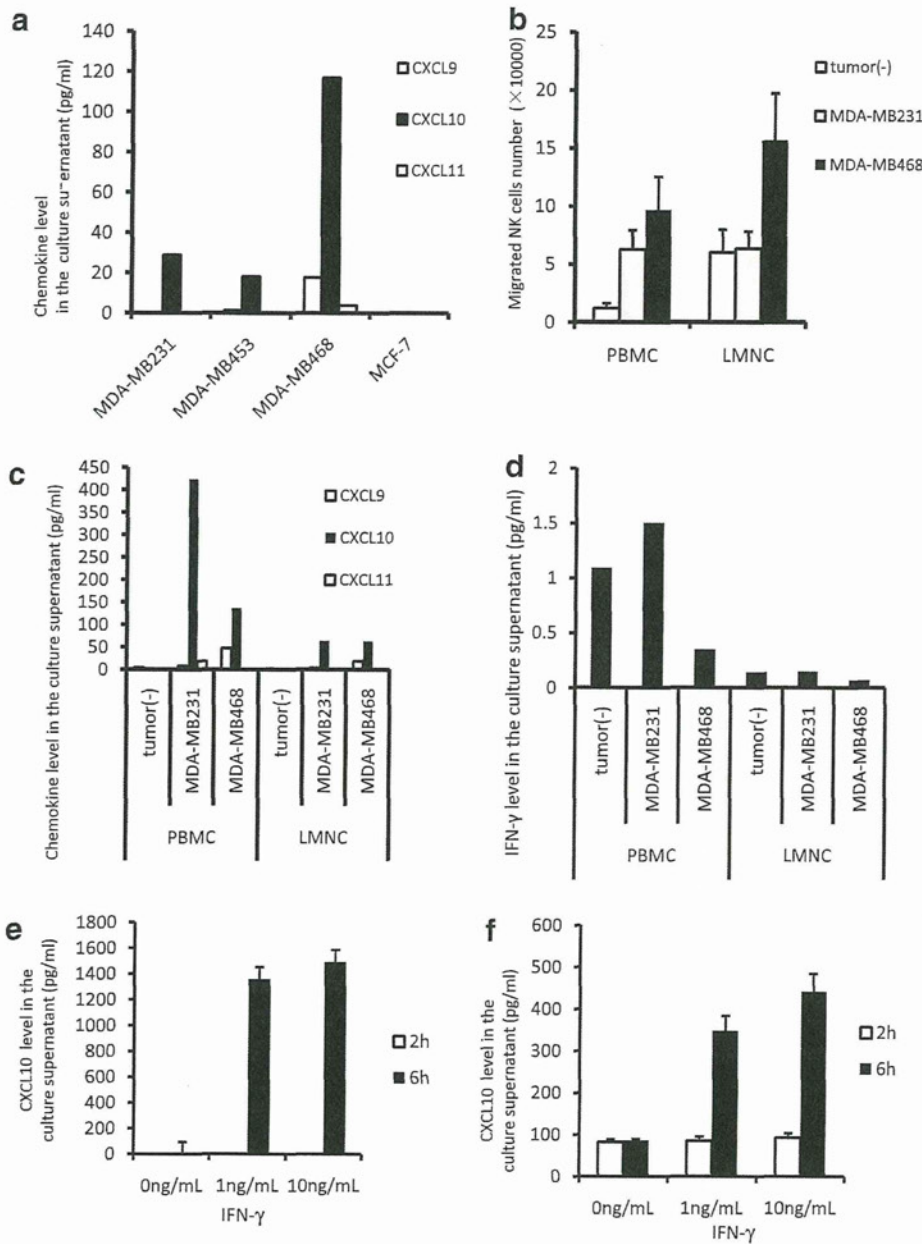 a
Chemokine level
in the culture su-ernatant (pg/ml)
140
120
100
80
60
40
20
0
MDA-MB231
MDA-MB453
MDA-MB468
MCF-7
CXCL9
CXCL10
CXCL11
b
Migrated NK cells number (×10000)
25
20
15
10
5
0
PBMC
LMNC
tumor(-)
MDA-MB231
MDA-MB468
c
Chemokine level in the culture supernatant (pg/ml)
450
400
350
300
250
200
150
100
50
0
CXCL9
CXCL10
CXCL11
tumor(-)
MDA-MB231
MDA-MB468
tumor(-)
MDA-MB231
MDA-MB468
PBMC
LMNC
d
IFN-γ level in the culture supernatant (pg/ml)
2
1.5
1
0.5
0
tumor(-)
MDA-MB231
MDA-MB468
tumor(-)
MDA-MB231
MDA-MB468
PBMC
LMNC
e
CXCL10 level in the
culture supernatant (pg/ml)
1800
1600
1400
1200
1000
800
600
400
200
0
0ng/mL 1ng/mL 10ng/mL
IFN-γ
2h
6h
f
CXCL10 level in the
culture supernatant (pg/ml)
600
500
400
300
200
100
0
0ng/mL 1ng/mL 10ng/mL
IFN-γ
2h
6h